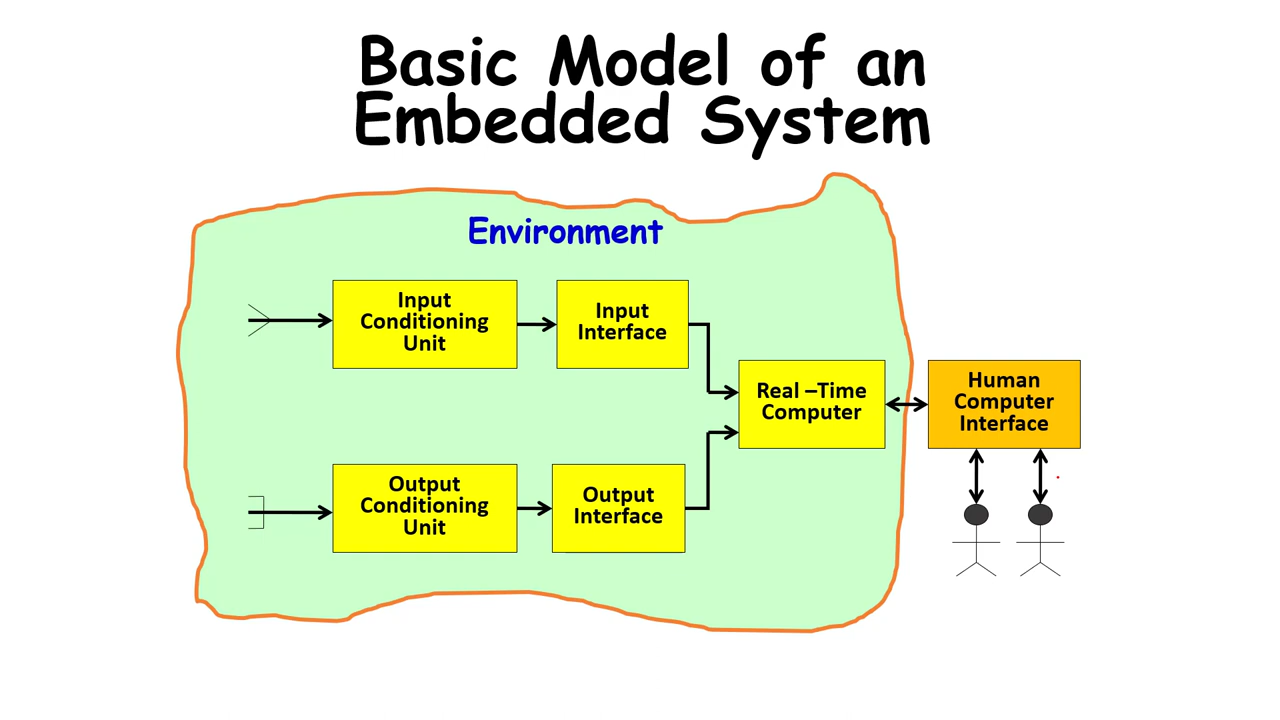 Basic Model of an
Embedded System
Environment
Input
Conditioning
Unit
Input
Interface
Real –Time
Computer
Human
Computer
Interface
Output
Conditioning
Unit
Output
Interface